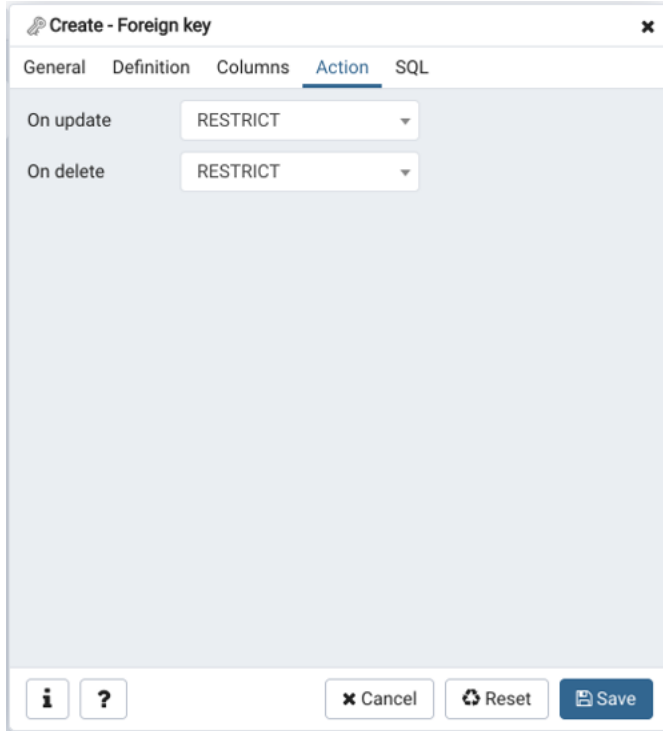 Create - Foreign key
General Definition Columns Action SQL
On update RESTRICT
On delete RESTRICT
i ? Cancel Reset Save